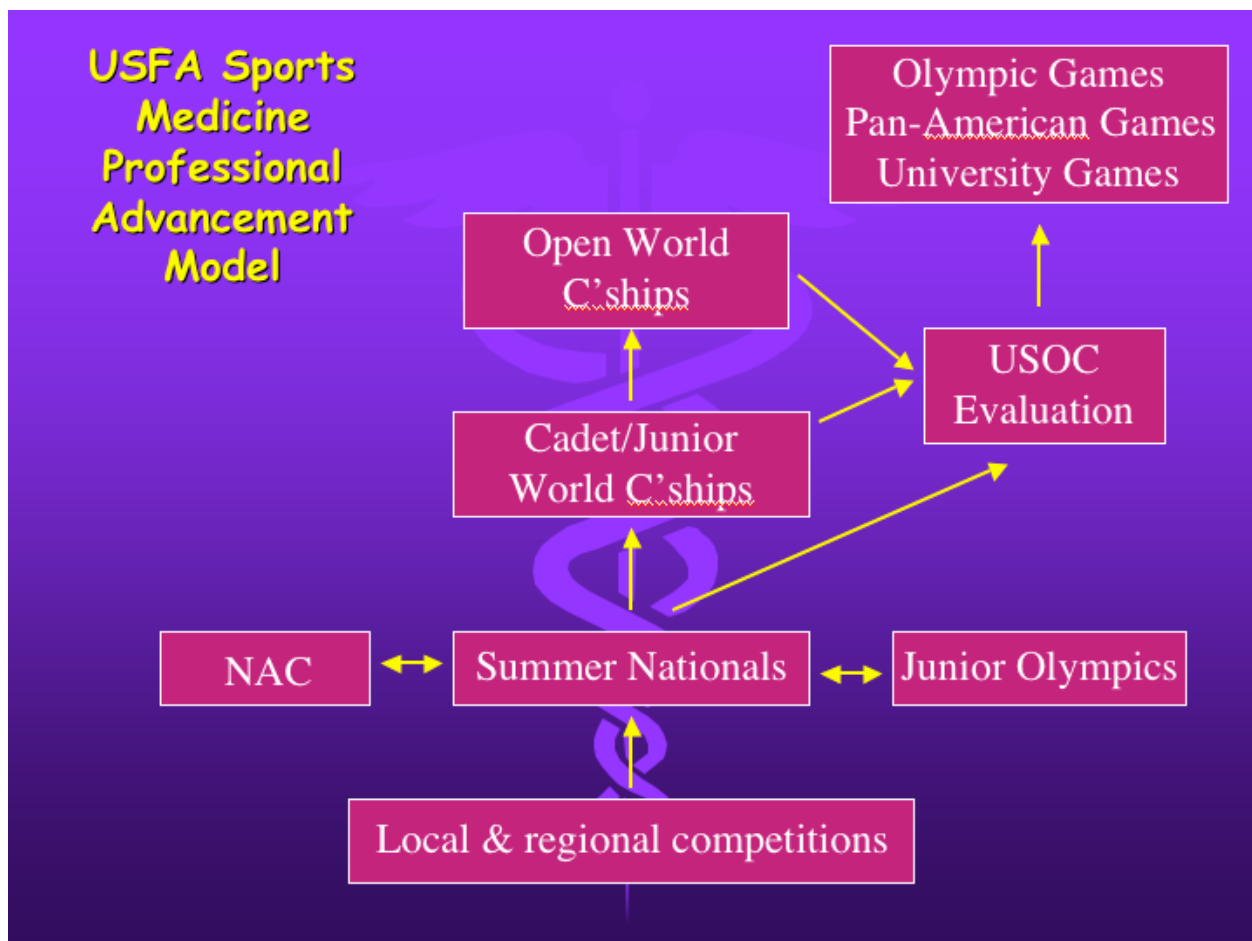 USFA Sports
Medicine
Professional
Advancement
Model
Olympic Games
Pan-American Games
University Games
Open World
C'ships
USOC
Evaluation
Cadet/Junior
World C'ships
NAC
Summer Nationals
Junior Olympics
Local & regional competitions